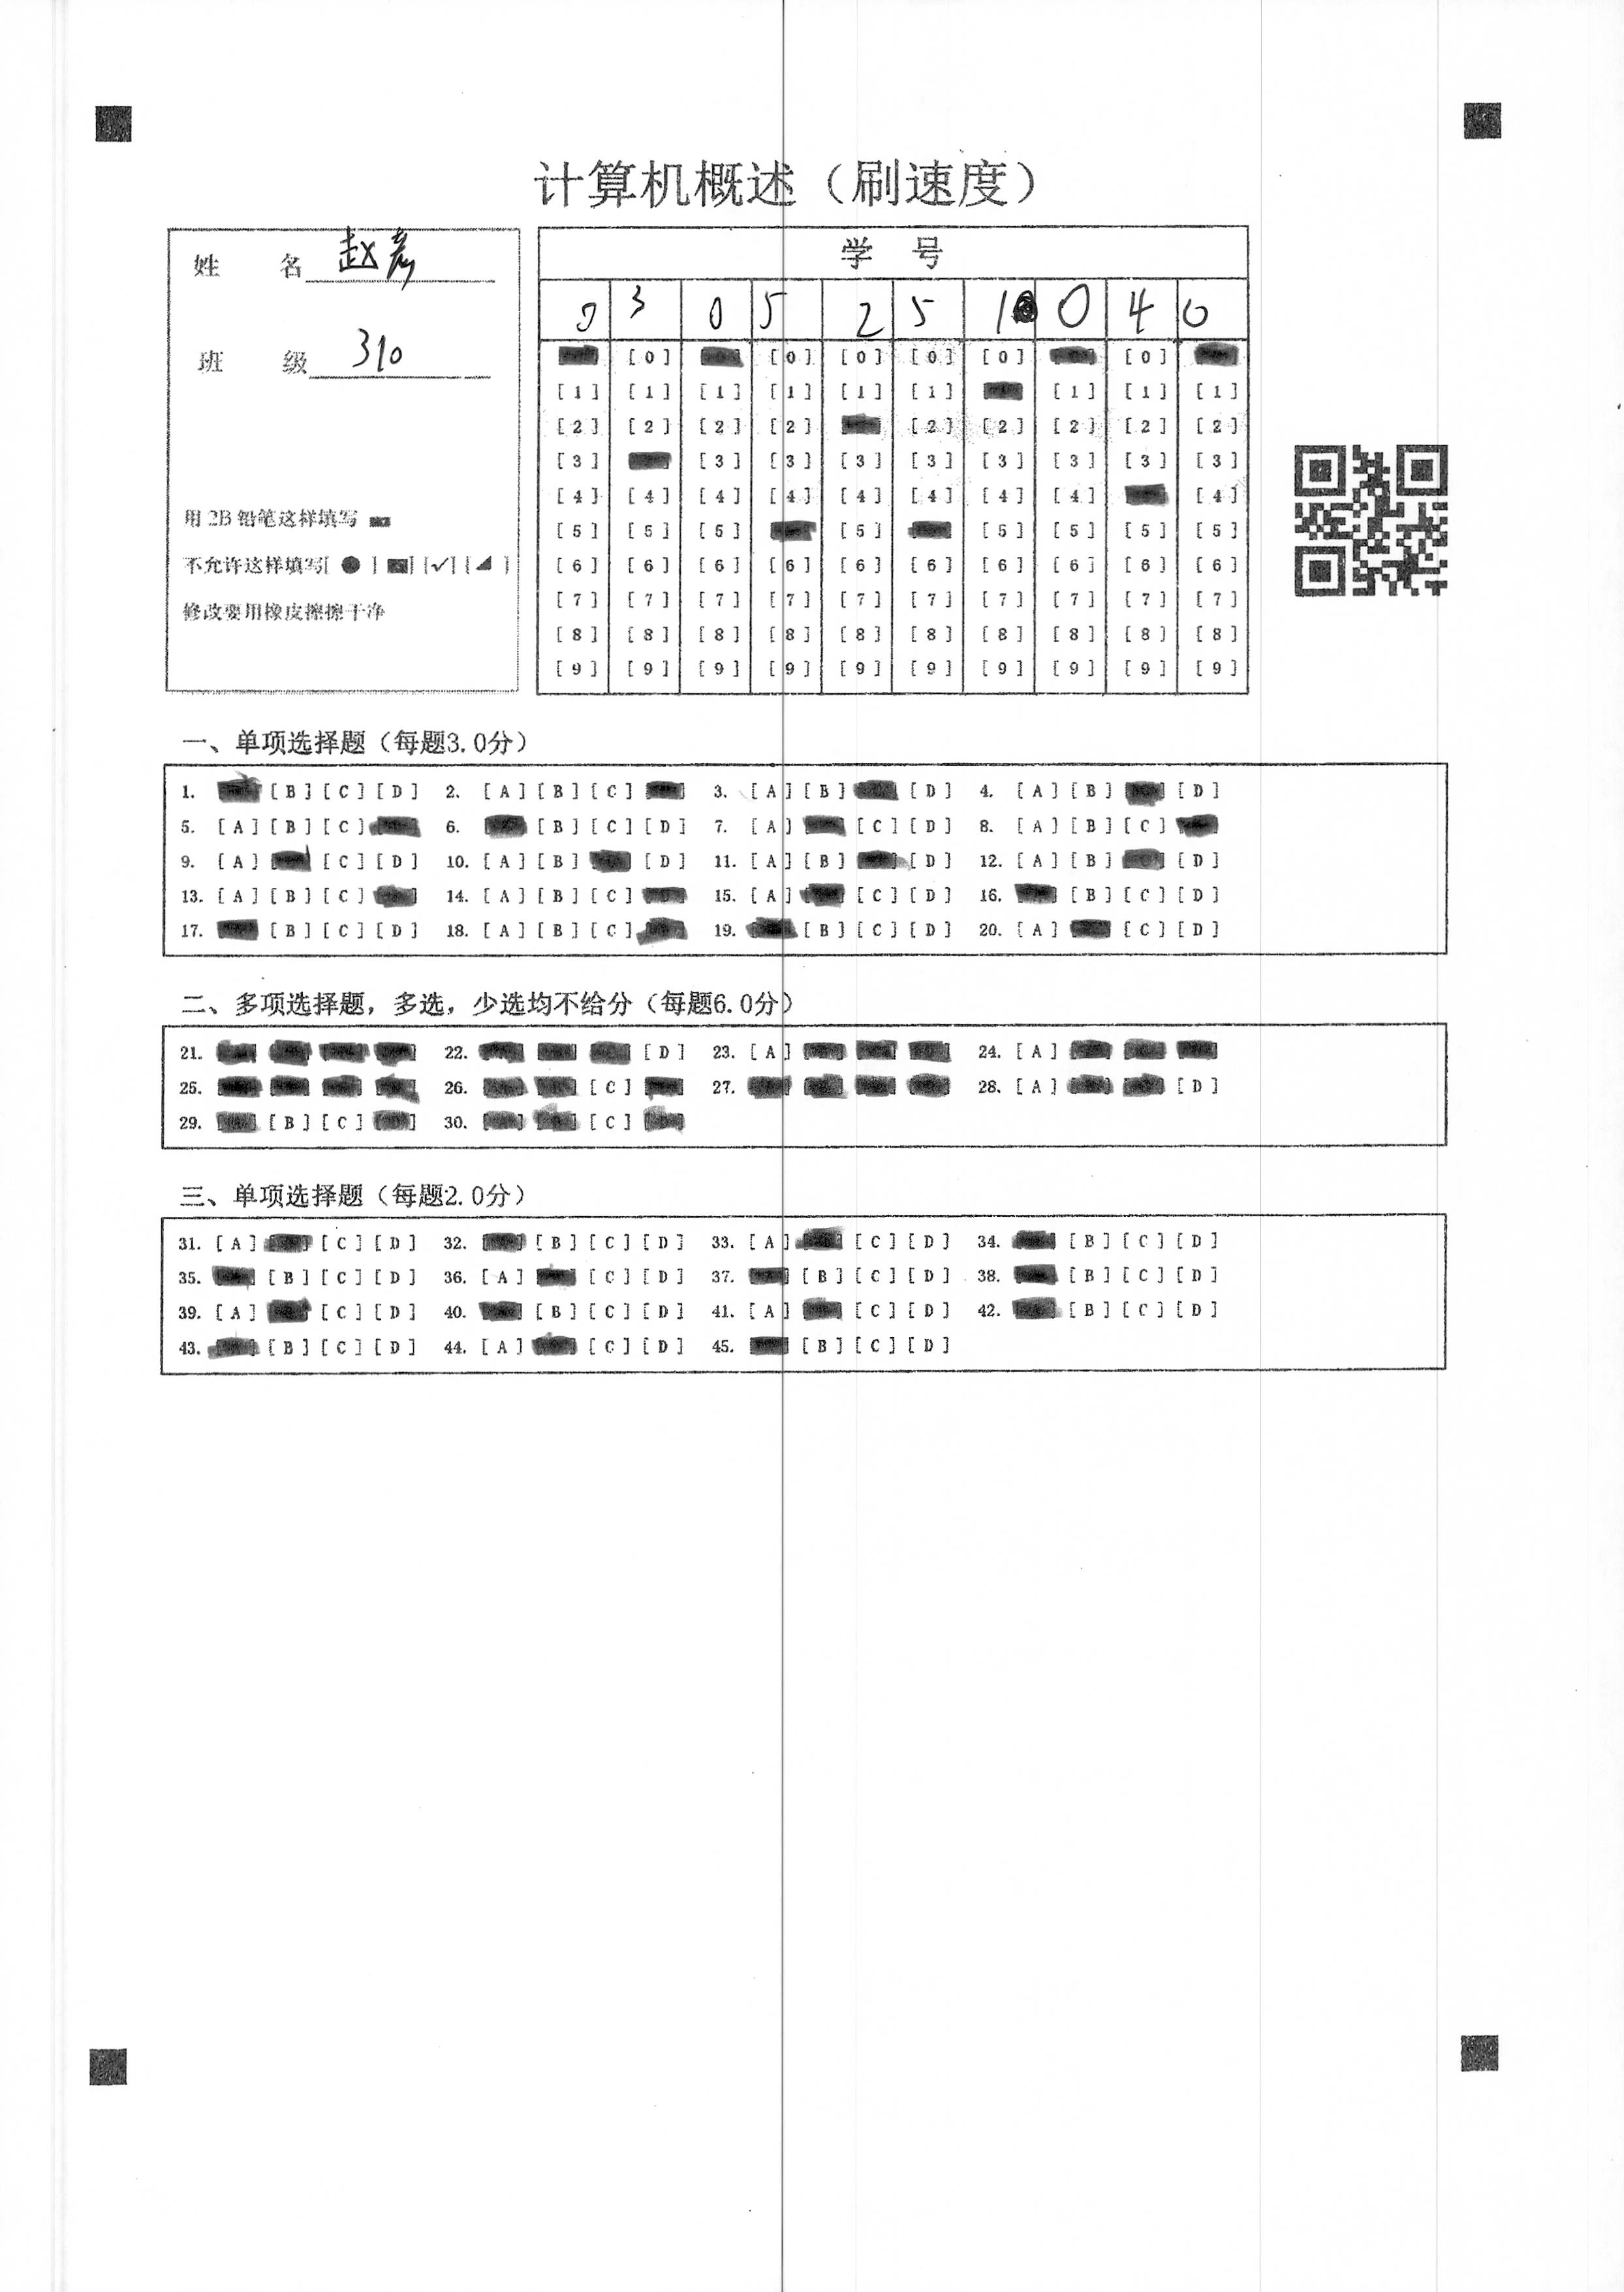 计算机概述（刷速度）
姓 名 赵嵩
班 级 310
用 2B 铅笔这样填写
不允许这样填写[ ● ] [■] [✓] [◢ ]
修改要用橡皮擦擦干净
学 号
0 3 0 5 2 5 1 0 4 0
[0] [0] [0] [0] [0] [0]
[1] [1] [1] [1] [1] [1] [1] [1] [1]
[2] [2] [2] [2] [2] [2] [2] [2] [2]
[3] [3] [3] [3] [3] [3] [3] [3] [3]
[4] [4] [4] [4] [4] [4] [4] [4] [4]
[5] [5] [5] [5] [5] [5] [5] [5]
[6] [6] [6] [6] [6] [6] [6] [6] [6] [6]
[7] [7] [7] [7] [7] [7] [7] [7] [7] [7]
[8] [8] [8] [8] [8] [8] [8] [8] [8] [8]
[9] [9] [9] [9] [9] [9] [9] [9] [9] [9]
一、单项选择题（每题3.0分）
1. [B] [C] [D] 2. [A] [B] [C] 3. [A] [B] [D] 4. [A] [B] [D]
5. [A] [B] [C] 6. [B] [C] [D] 7. [A] [C] [D] 8. [A] [B] [C]
9. [A] [C] [D] 10. [A] [B] [D] 11. [A] [B] [D] 12. [A] [B] [D]
13. [A] [B] [C] 14. [A] [B] [C] 15. [A] [C] [D] 16. [B] [C] [D]
17. [B] [C] [D] 18. [A] [B] [C] 19. [B] [C] [D] 20. [A] [C] [D]
二、多项选择题，多选，少选均不给分（每题6.0分）
21. 22. [D] 23. [A] 24. [A]
25. 26. [C] 27. 28. [A] [D]
29. [B] [C] 30. [C]
三、单项选择题（每题2.0分）
31. [A] [C] [D] 32. [B] [C] [D] 33. [A] [C] [D] 34. [B] [C] [D]
35. [B] [C] [D] 36. [A] [C] [D] 37. [B] [C] [D] 38. [B] [C] [D]
39. [A] [C] [D] 40. [B] [C] [D] 41. [A] [C] [D] 42. [B] [C] [D]
43. [B] [C] [D] 44. [A] [C] [D] 45. [B] [C] [D]